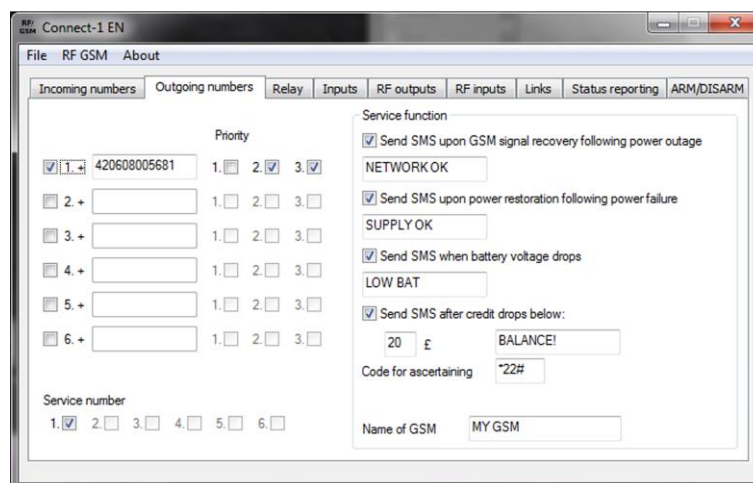 RF/ GSM Connect-1 EN
File RF GSM About
Incoming numbers Outgoing numbers Relay Inputs RF outputs RF inputs Links Status reporting ARM/DISARM
Priority
1. + 420608005681 1. 2. 3.
2. + 1. 2. 3.
3. + 1. 2. 3.
4. + 1. 2. 3.
5. + 1. 2. 3.
6. + 1. 2. 3.
Service number
1. 2. 3. 4. 5. 6.
Service function
Send SMS upon GSM signal recovery following power outage
NETWORK OK
Send SMS upon power restoration following power failure
SUPPLY OK
Send SMS when battery voltage drops
LOW BAT
Send SMS after credit drops below:
20 £ BALANCE!
Code for ascertaining *22#
Name of GSM MY GSM